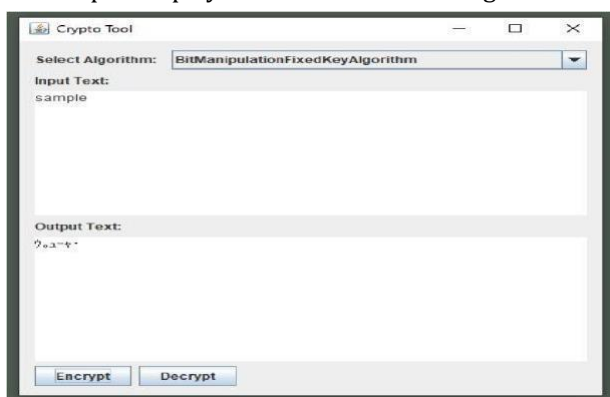 Crypto Tool
Select Algorithm: BitManipulationFixedKeyAlgorithm
Input Text:
sample
Output Text:
Encrypt Decrypt